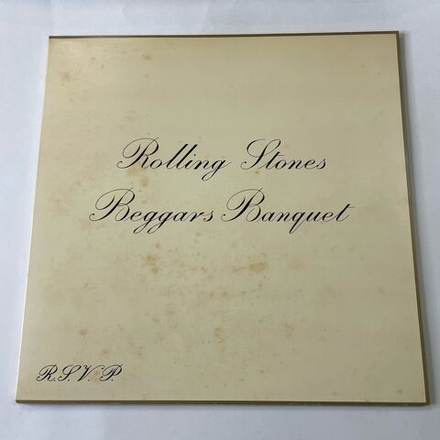 Rolling Stones
Beggars Banquet
R.S.V.P.